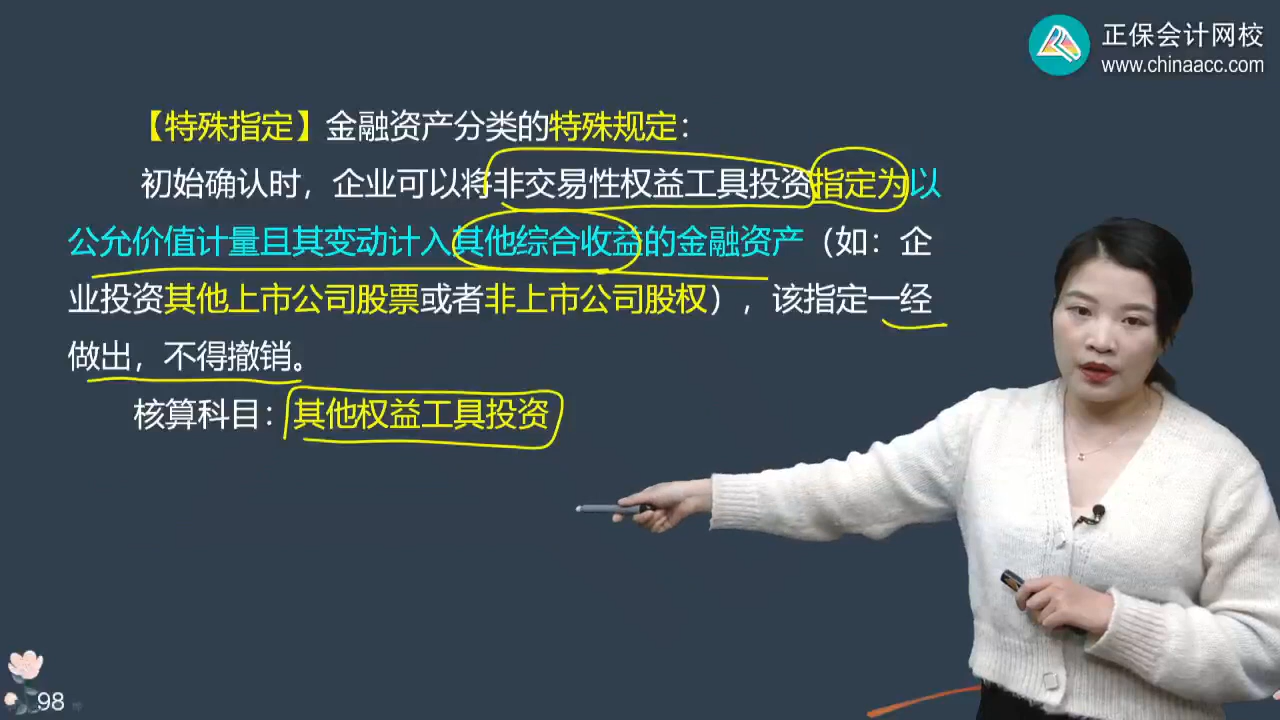 正保会计网校
www.chinaacc.com
【特殊指定】金融资产分类的特殊规定：
初始确认时，企业可以将非交易性权益工具投资指定为以
公允价值计量且其变动计入其他综合收益的金融资产（如：企
业投资其他上市公司股票或者非上市公司股权），该指定一经
做出，不得撤销。
核算科目：其他权益工具投资
98